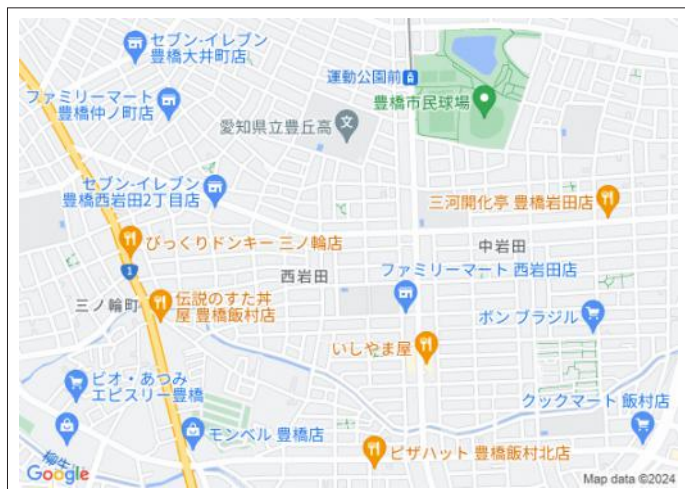 セブン-イレブン
豊橋大井町店
運動公園前
ファミリーマート
豊橋仲ノ町店
豊橋市民球場
愛知県立豊丘高
文
セブン-イレブン
豊橋西岩田2丁目店
三河開化亭 豊橋岩田店
びっくりドンキー 三ノ輪店
中岩田
1
西岩田
ファミリーマート 西岩田店
三ノ輪町
伝説のすた丼
屋 豊橋飯村店
ボン ブラジル
いしやま屋
ビオ・あつみ
エピスリー豊橋
クックマート 飯村店
モンベル 豊橋店
ピザハット 豊橋飯村北店
柳生
Google
Map data ©2024